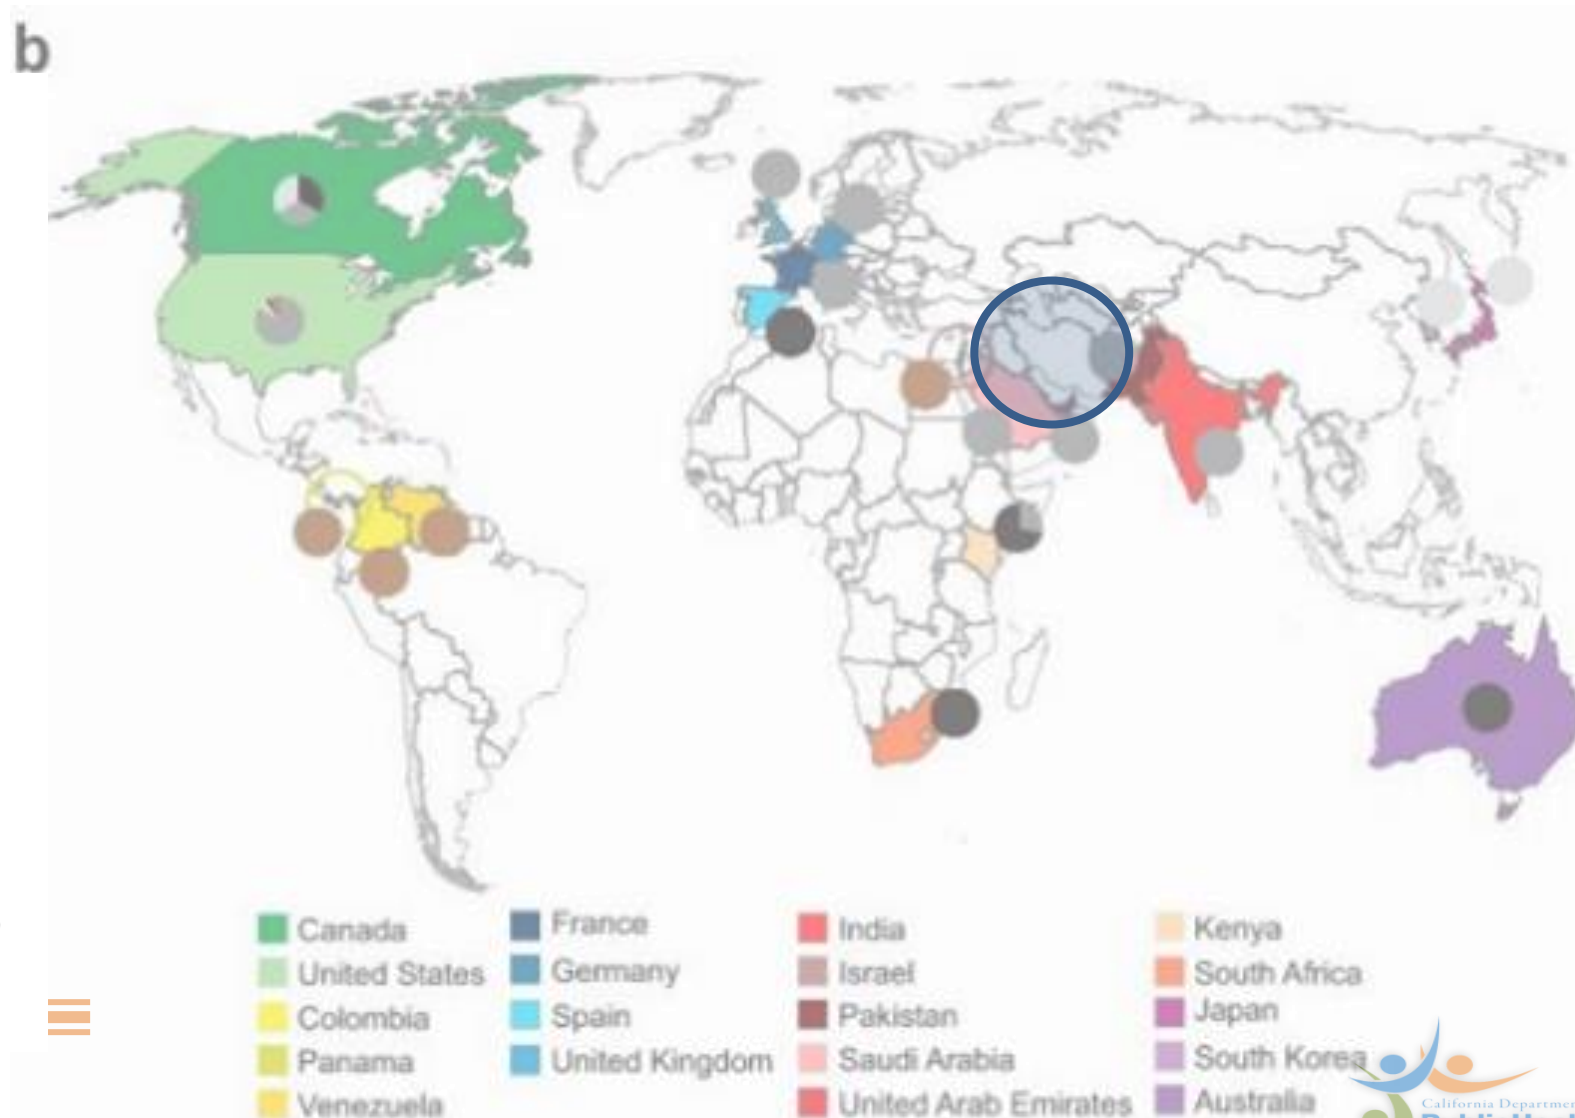 b
Canada
United States
Colombia
Panama
Venezuela
France
Germany
Spain
United Kingdom
India
Israel
Pakistan
Saudi Arabia
United Arab Emirates
Kenya
South Africa
Japan
South Korea
Australia
California